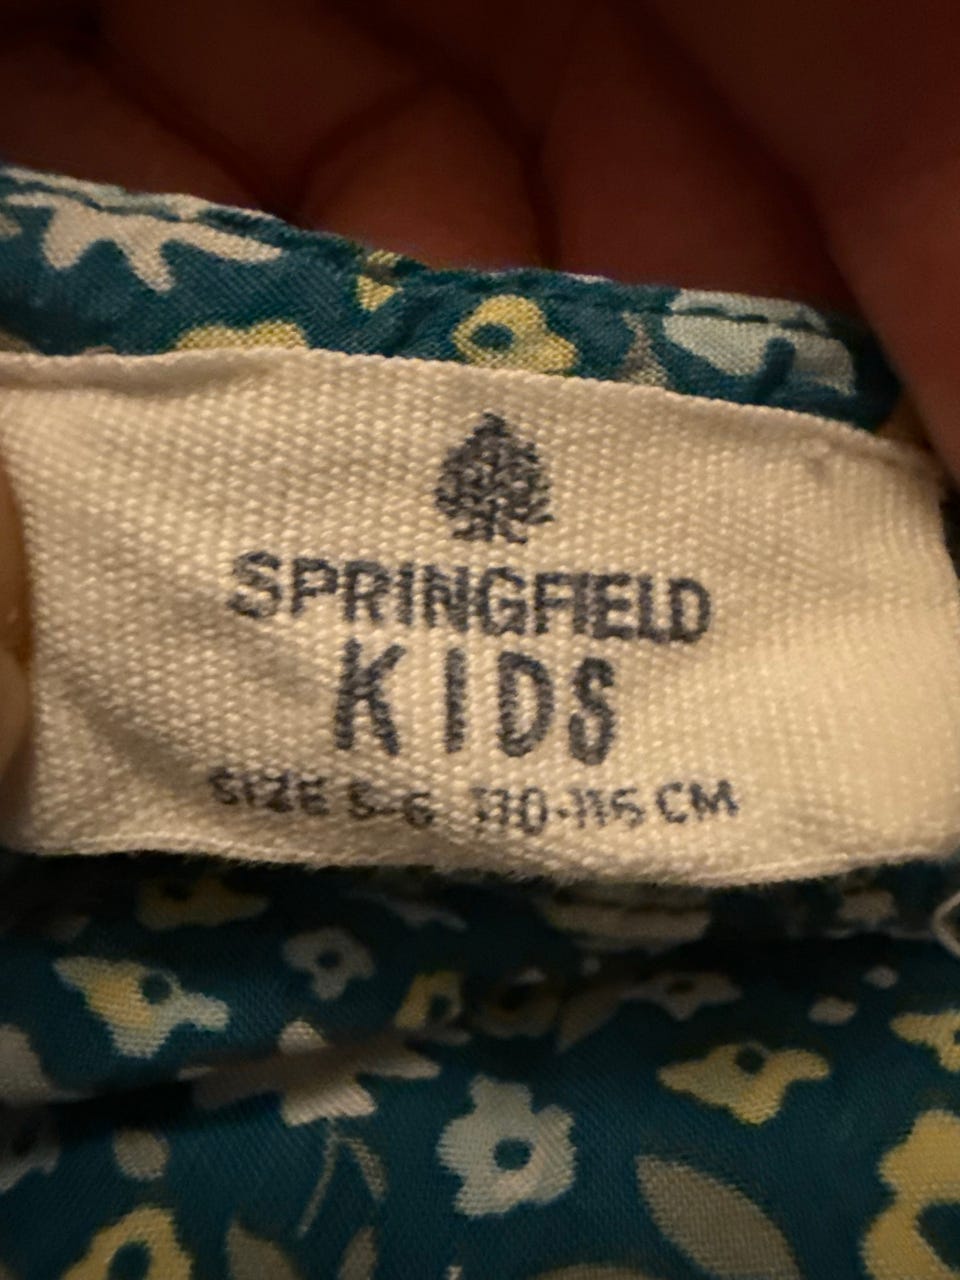 SPRINGFIELD
KIDS
SIZE 5-6 110-116 CM